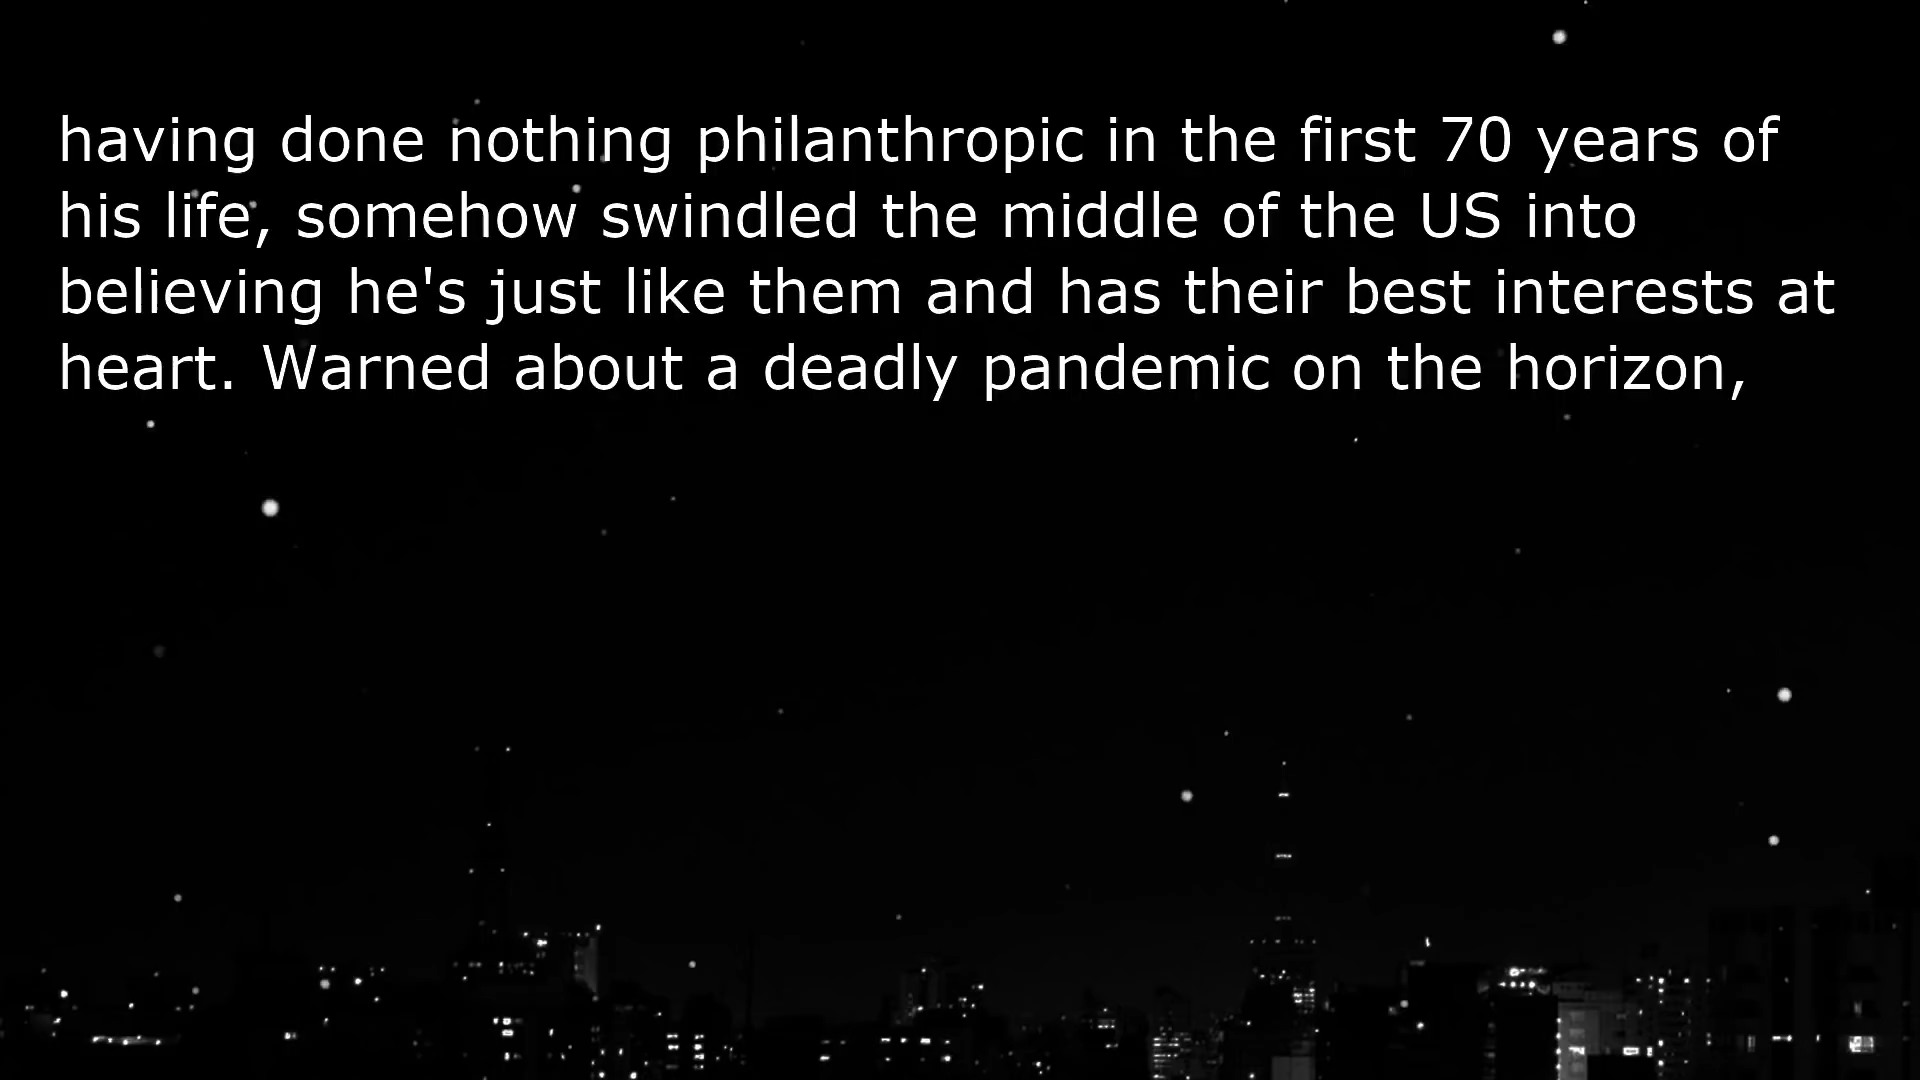 having done nothing philanthropic in the first 70 years of
his life, somehow swindled the middle of the US into
believing he's just like them and has their best interests at
heart. Warned about a deadly pandemic on the horizon,